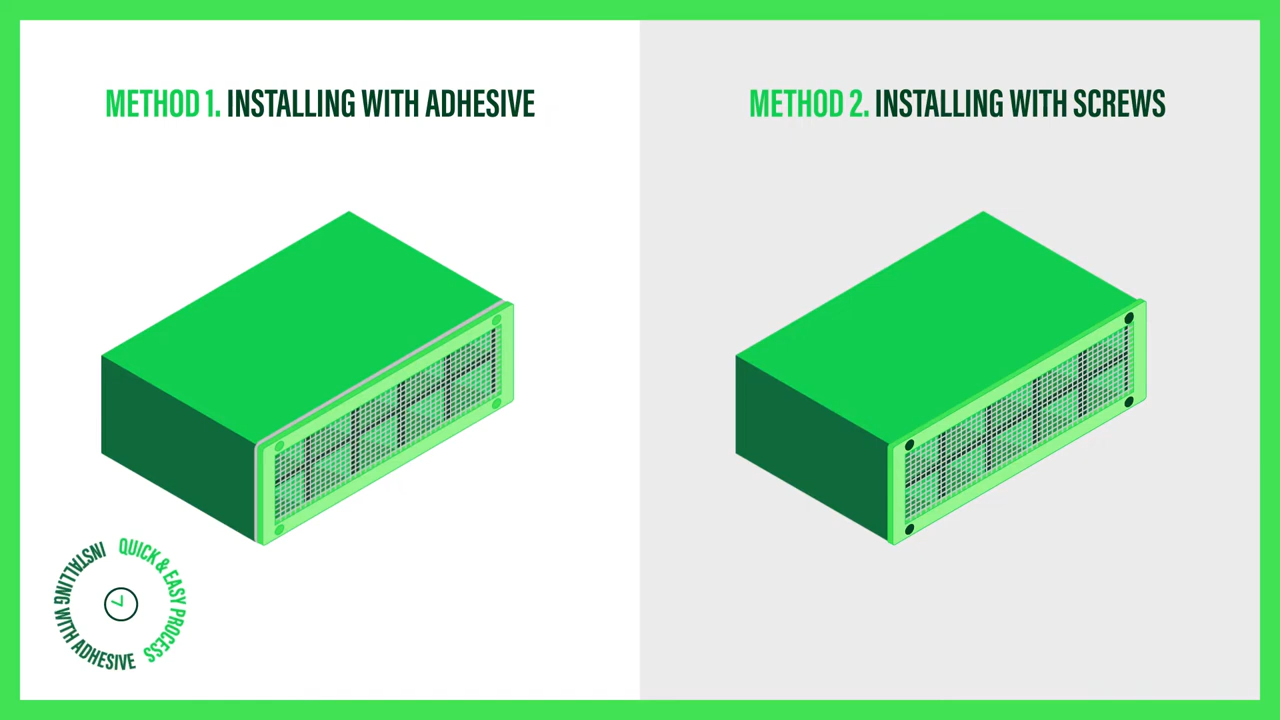 METHOD 1. INSTALLING WITH ADHESIVE
METHOD 2. INSTALLING WITH SCREWS
QUICK & EASY PROCESS
INSTALLING WITH ADHESIVE